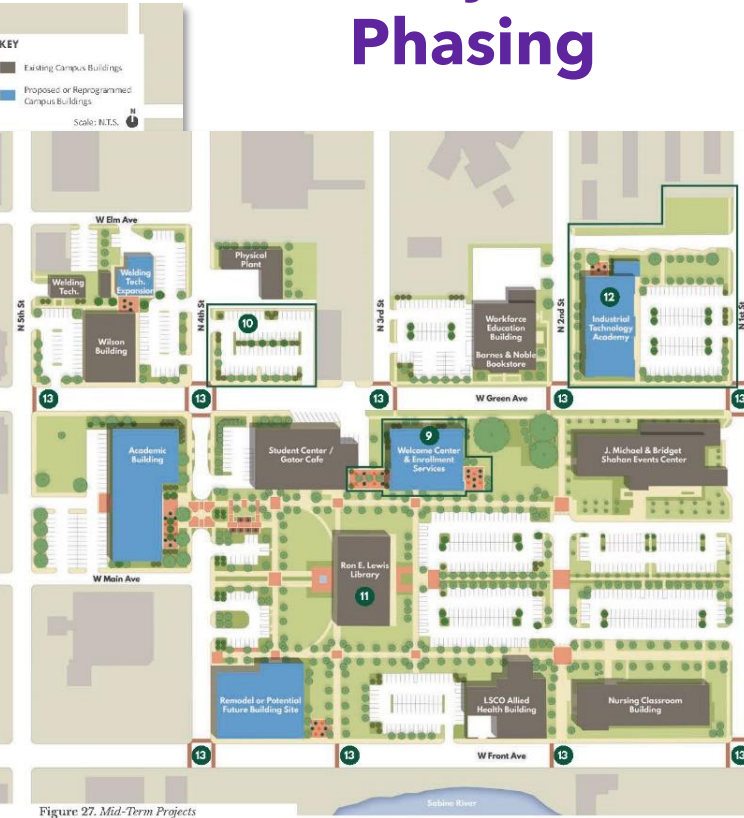 Phasing
KEY
Existing Campus Buildings
Proposed or Reprogrammed
Campus Buildings
Scale: N.T.S.
N
W Elm Ave
Welding
Tech.
Welding
Tech.
Expansion
Wilson
Building
Physical
Plant
10
Workforce
Education
Building
Barnes & Noble
Bookstore
12
Industrial
Technology
Academy
N 5th St
N 4th St
N 3rd St
N 2nd St
N 1st St
13
13
13
W Green Ave
13
13
Academic
Building
Student Center /
Gator Cafe
9
Welcome Center
& Enrollment
Services
J. Michael & Bridget
Shahan Events Center
Ron E. Lewis
Library
11
W Main Ave
Remodel or Potential
Future Building Site
LSCO Allied
Health Building
Nursing Classroom
Building
13
13
W Front Ave
13
13
Sabine River
Figure 27. Mid-Term Projects